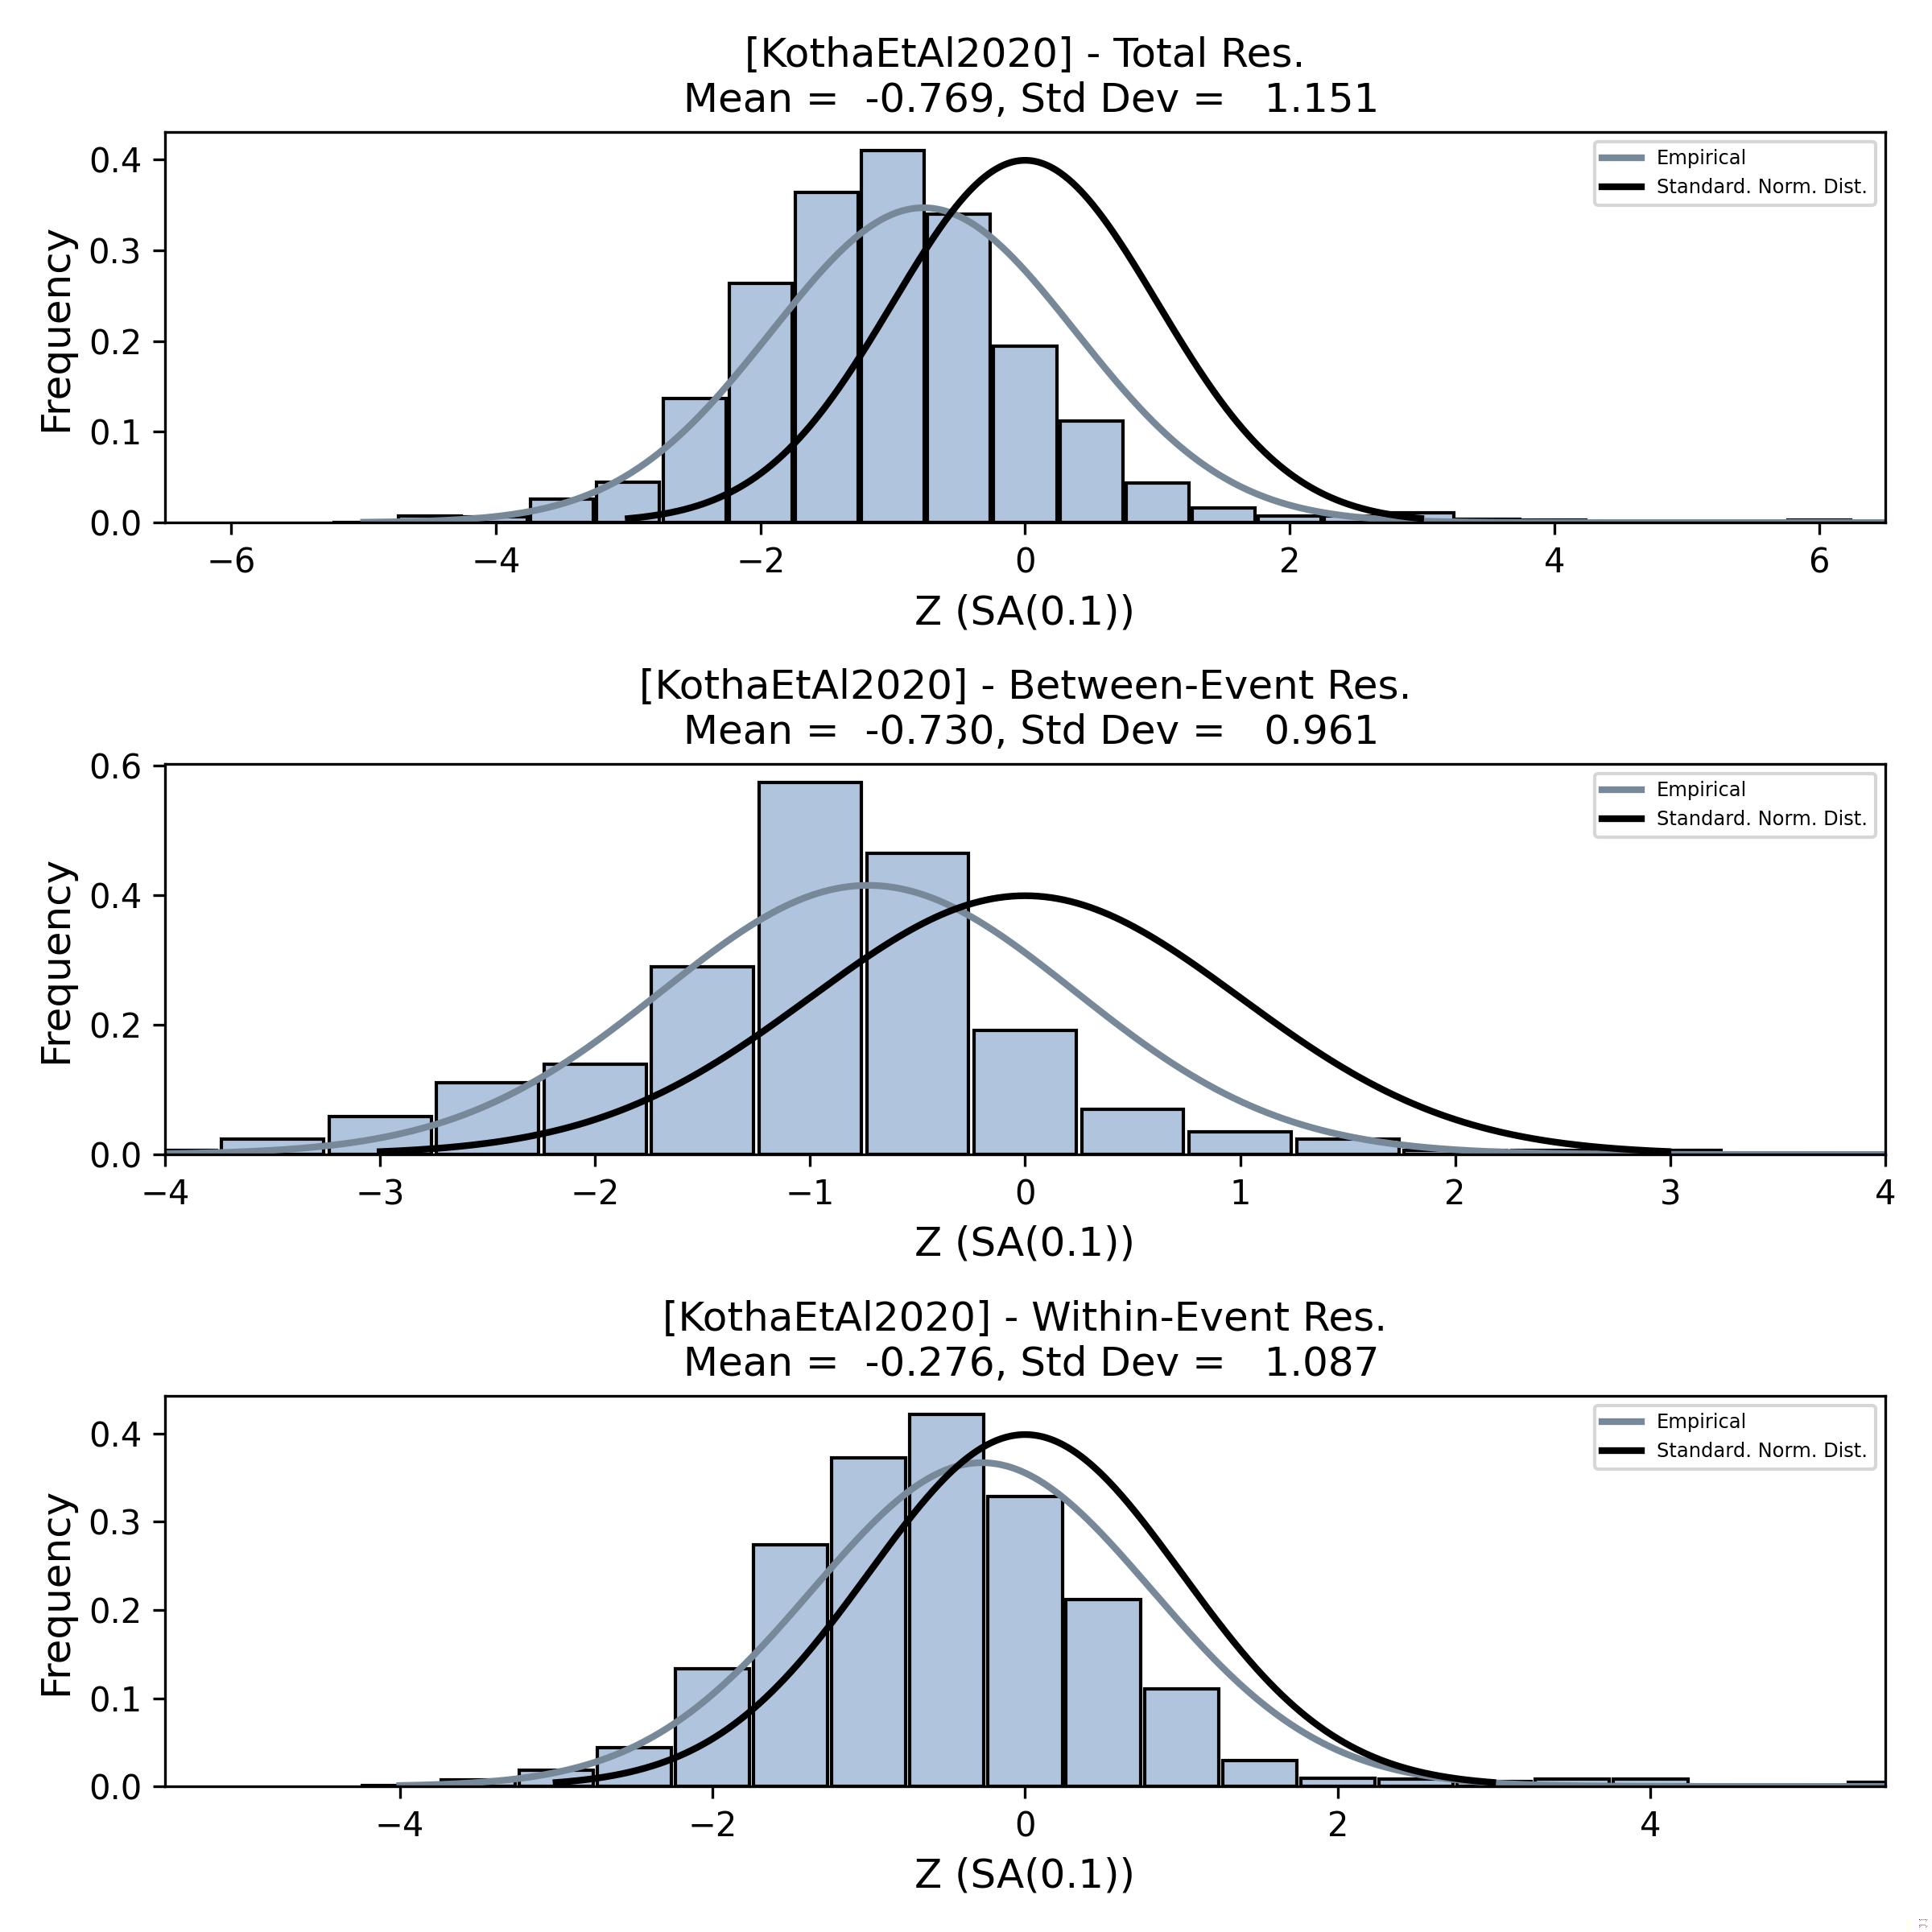 [KothaEtAl2020] - Total Res.
Mean = -0.769, Std Dev = 1.151
Empirical
Standard. Norm. Dist.
Frequency
0.4
0.3
0.2
0.1
0.0
−6 −4 −2 0 2 4 6
Z (SA(0.1))
[KothaEtAl2020] - Between-Event Res.
Mean = -0.730, Std Dev = 0.961
Empirical
Standard. Norm. Dist.
Frequency
0.6
0.4
0.2
0.0
−4 −3 −2 −1 0 1 2 3 4
Z (SA(0.1))
[KothaEtAl2020] - Within-Event Res.
Mean = -0.276, Std Dev = 1.087
Empirical
Standard. Norm. Dist.
Frequency
0.4
0.3
0.2
0.1
0.0
−4 −2 0 2 4
Z (SA(0.1))